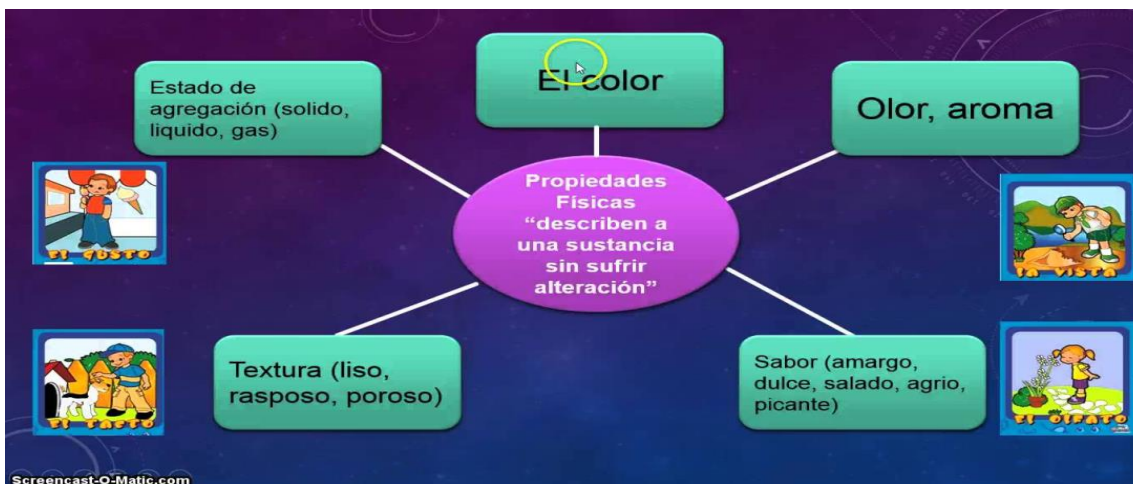 El color
Estado de
agregación (solido,
liquido, gas)
Olor, aroma
Propiedades
Físicas
“describen a
una sustancia
sin sufrir
alteración”
EL GUSTO
LA VISTA
Textura (liso,
rasposo, poroso)
Sabor (amargo,
dulce, salado, agrio,
picante)
EL TACTO
EL OLFATO
Screencast-O-Matic.com